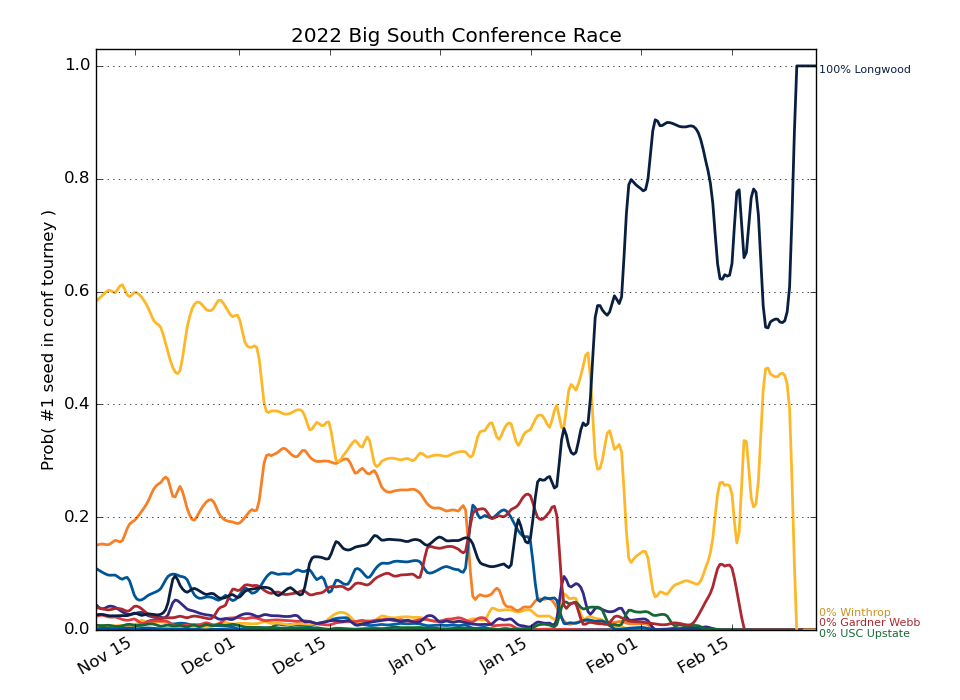 2022 Big South Conference Race
Prob( #1 seed in conf tourney )
1.0
0.8
0.6
0.4
0.2
0.0
Nov 15
Dec 01
Dec 15
Jan 01
Jan 15
Feb 01
Feb 15
100% Longwood
0% Winthrop
0% Gardner Webb
0% USC Upstate